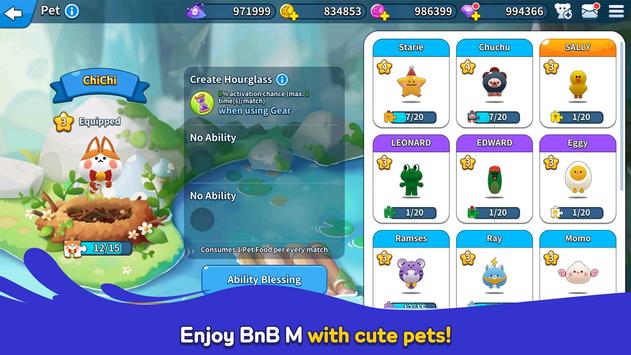 Pet
971999
834853
986399
994366
ChiChi
3
Equipped
12/15
Create Hourglass
8% activation chance (max. 1
time(s)/match)
when using Gear
No Ability
No Ability
Consumes 1 Pet Food per every match
Ability Blessing
Starie
Chuchu
SALLY
4
4
3
7/20
1/20
LEONARD
EDWARD
Eggy
3
3
3
1/20
1/20
1/20
Ramses
Ray
Momo
3
3
3
Enjoy BnB M with cute pets!